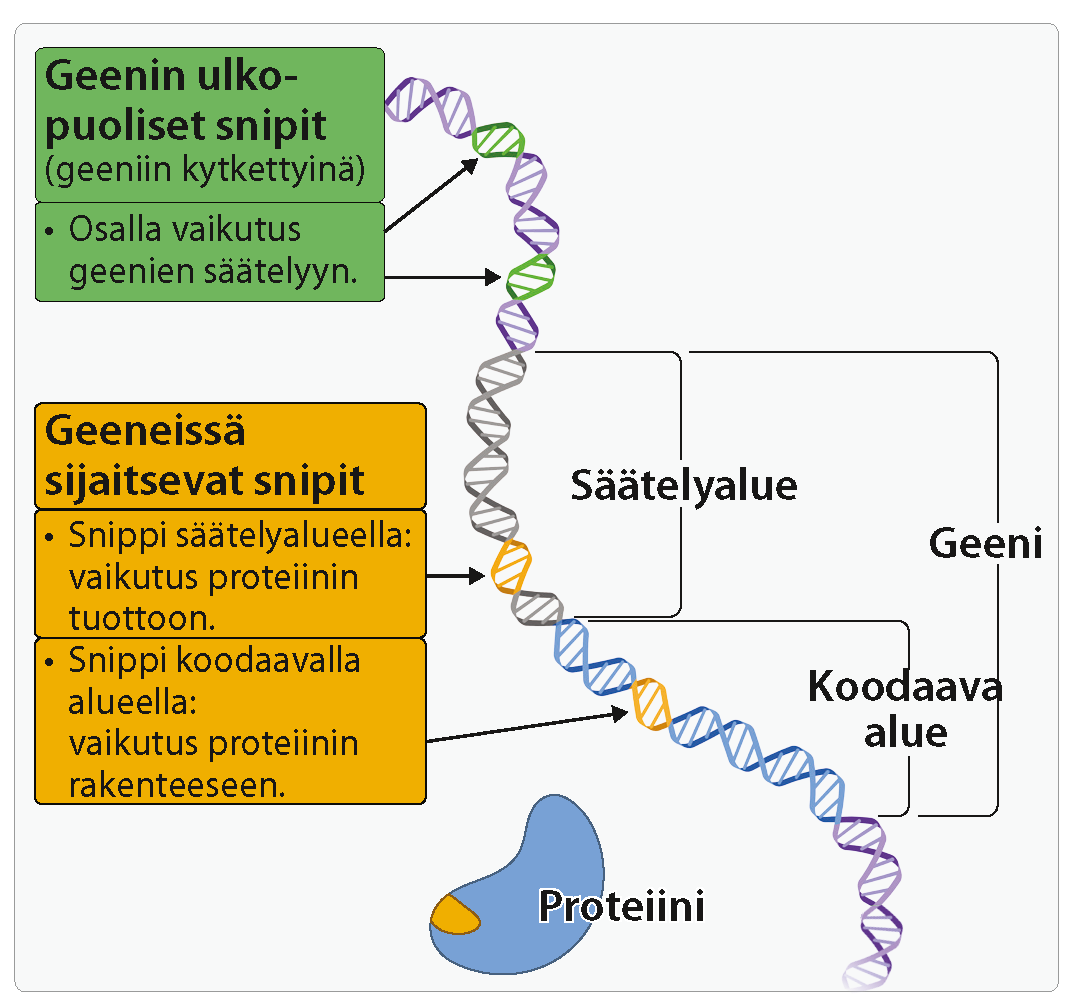 Geenin ulko-
puoliset snipit
(geeniin kytkettyinä)
• Osalla vaikutus
geenien säätelyyn.
Geeneissä
sijaitsevat snipit
• Snippi säätelyalueella:
vaikutus proteiinin
tuottoon.
• Snippi koodaavalla
alueella:
vaikutus proteiinin
rakenteeseen.
Säätelyalue
Geeni
Koodaava
alue
Proteiini